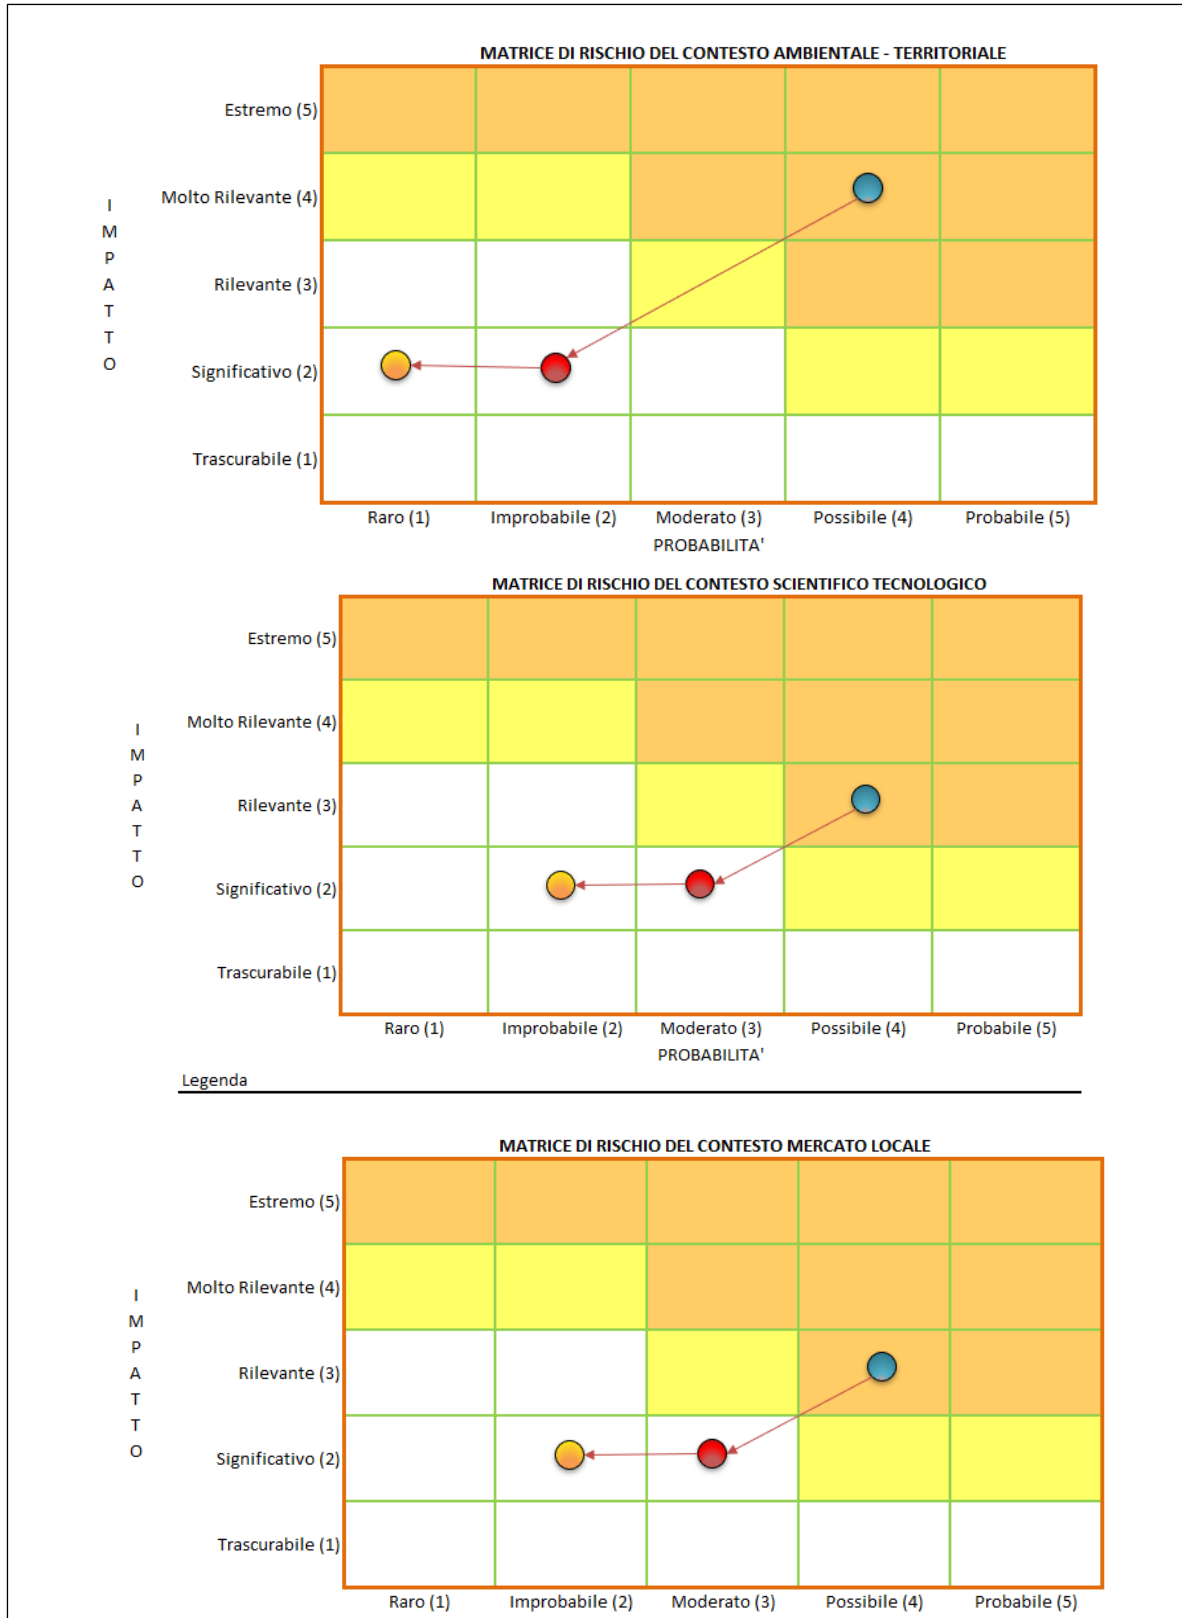 MATRICE DI RISCHIO DEL CONTESTO AMBIENTALE - TERRITORIALE
IMPATTO
Estremo (5)
Molto Rilevante (4)
Rilevante (3)
Significativo (2)
Trascurabile (1)
Raro (1) Improbabile (2) Moderato (3) Possibile (4) Probabile (5)
PROBABILITA'
MATRICE DI RISCHIO DEL CONTESTO SCIENTIFICO TECNOLOGICO
IMPATTO
Estremo (5)
Molto Rilevante (4)
Rilevante (3)
Significativo (2)
Trascurabile (1)
Raro (1) Improbabile (2) Moderato (3) Possibile (4) Probabile (5)
PROBABILITA'
Legenda
MATRICE DI RISCHIO DEL CONTESTO MERCATO LOCALE
IMPATTO
Estremo (5)
Molto Rilevante (4)
Rilevante (3)
Significativo (2)
Trascurabile (1)
Raro (1) Improbabile (2) Moderato (3) Possibile (4) Probabile (5)